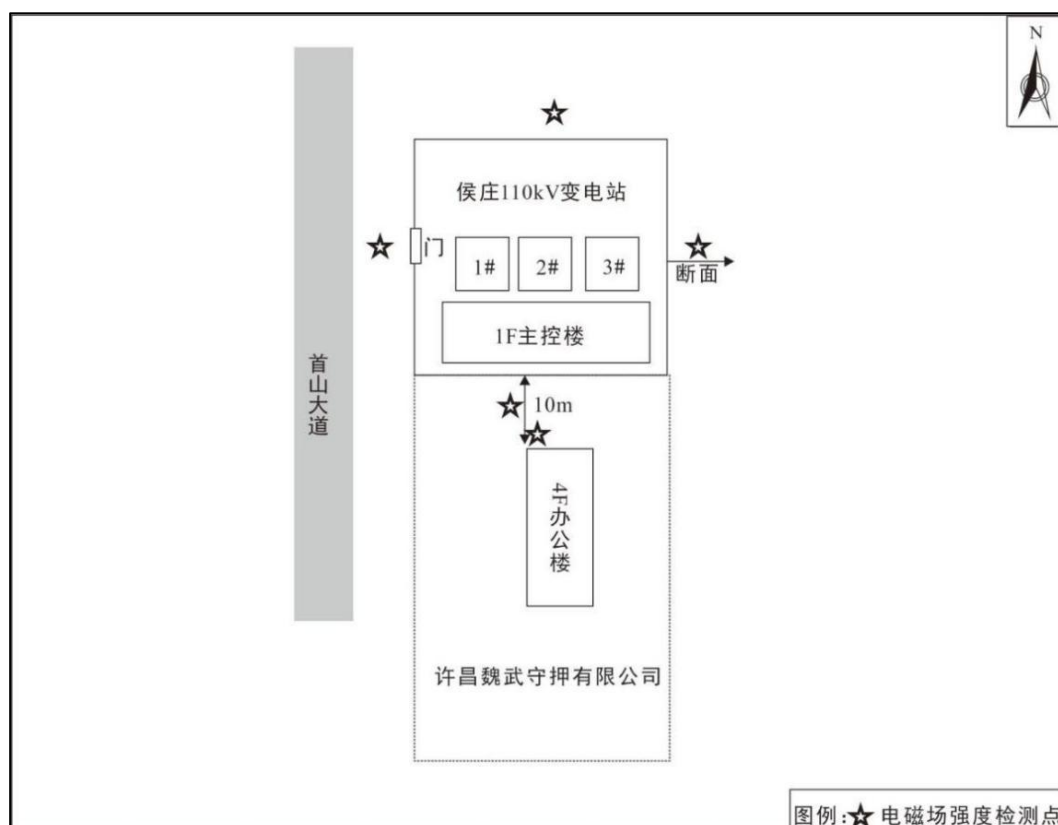 N
侯庄110kV变电站
门
1#
2#
3#
断面
1F主控楼
首山大道
10m
4F办公楼
许昌魏武守押有限公司
图例:☆电磁场强度检测点